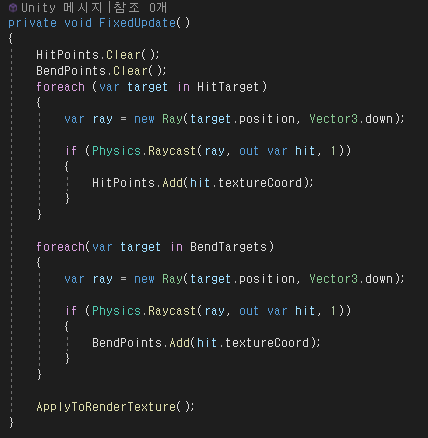 Unity 메시지|참조 0개
private void FixedUpdate()
{
HitPoints.Clear();
BendPoints.Clear();
foreach (var target in HitTarget)
{
var ray = new Ray(target.position, Vector3.down);
if (Physics.Raycast(ray, out var hit, 1))
{
HitPoints.Add(hit.textureCoord);
}
}
foreach(var target in BendTargets)
{
var ray = new Ray(target.position, Vector3.down);
if (Physics.Raycast(ray, out var hit, 1))
{
BendPoints.Add(hit.textureCoord);
}
}
ApplyToRenderTexture();
}